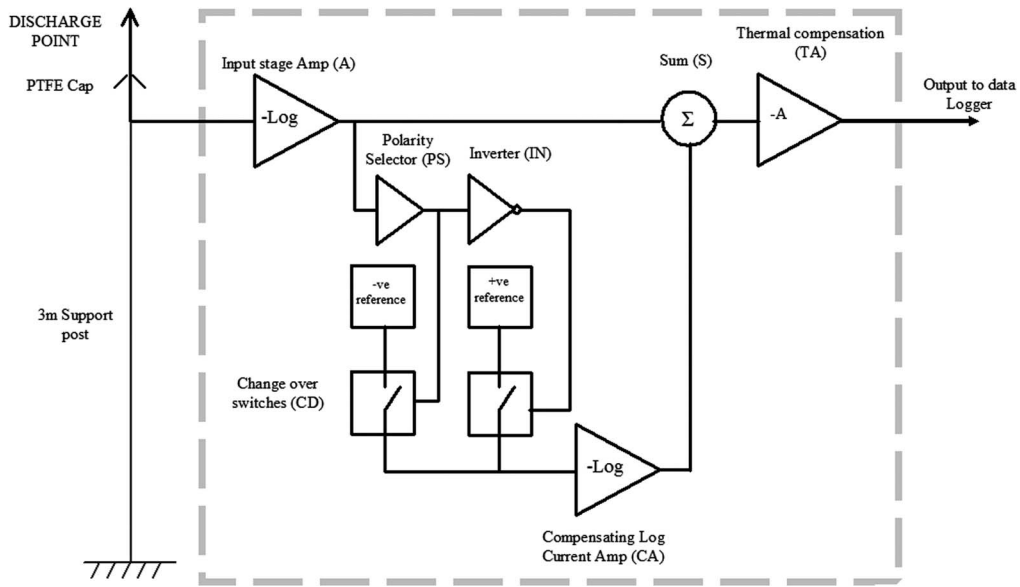 DISCHARGE
POINT
PTFE Cap
3m Support
post
Input stage Amp (A)
-Log
Polarity
Selector (PS)
Inverter (IN)
-ve
reference
+ve
reference
Change over
switches (CD)
-Log
Compensating Log
Current Amp (CA)
Sum (S)
Σ
Thermal compensation
(TA)
-A
Output to data
Logger